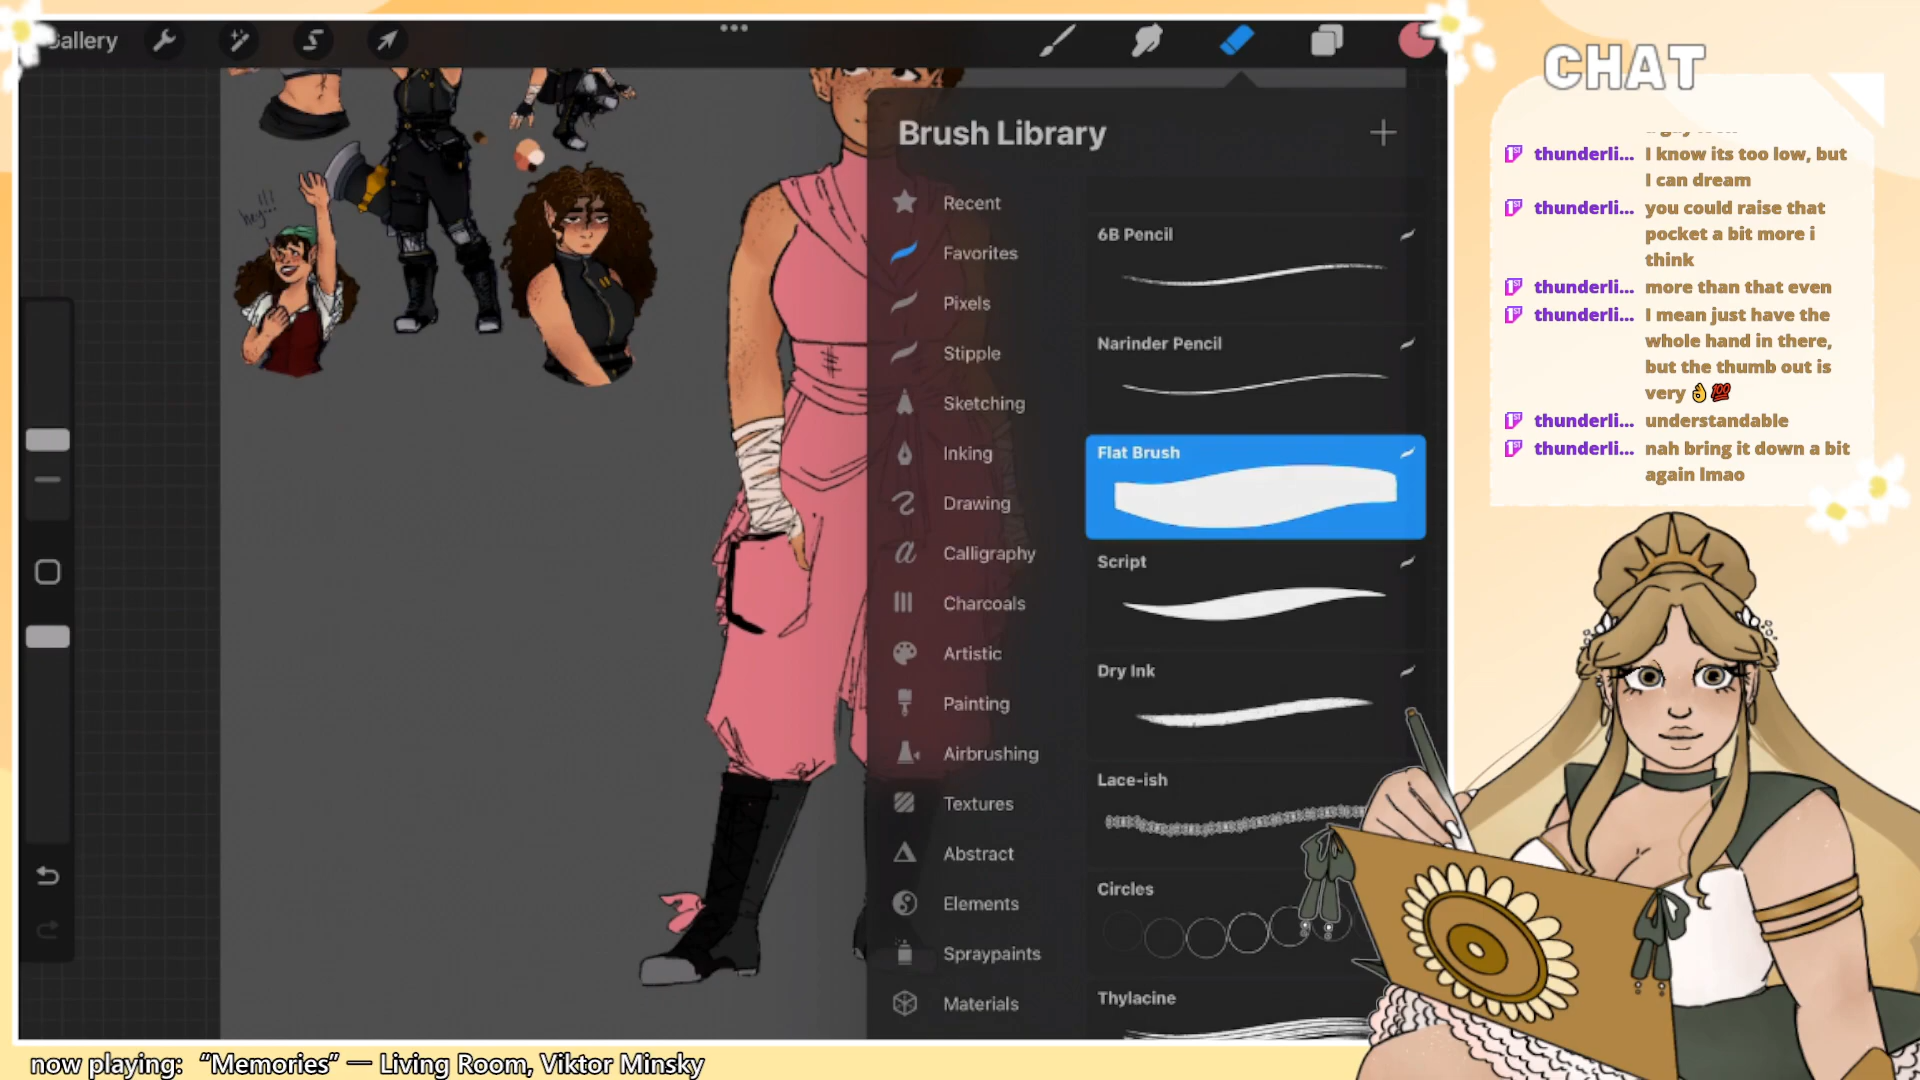 Gallery
CHAT
Brush Library
Recent
Favorites
Pixels
Stipple
Sketching
Inking
Drawing
Calligraphy
Charcoals
Artistic
Painting
Airbrushing
Textures
Abstract
Elements
Spraypaints
Materials
6B Pencil
Narinder Pencil
Flat Brush
Script
Dry Ink
Lace-ish
Circles
Thylacine
hey!!!
thunderli... I know its too low, but
I can dream
thunderli... you could raise that
pocket a bit more i
think
thunderli... more than that even
thunderli... I mean just have the
whole hand in there,
but the thumb out is
very 👌💯
thunderli... understandable
thunderli... nah bring it down a bit
again lmao
now playing: “Memories” — Living Room, Viktor Minsky